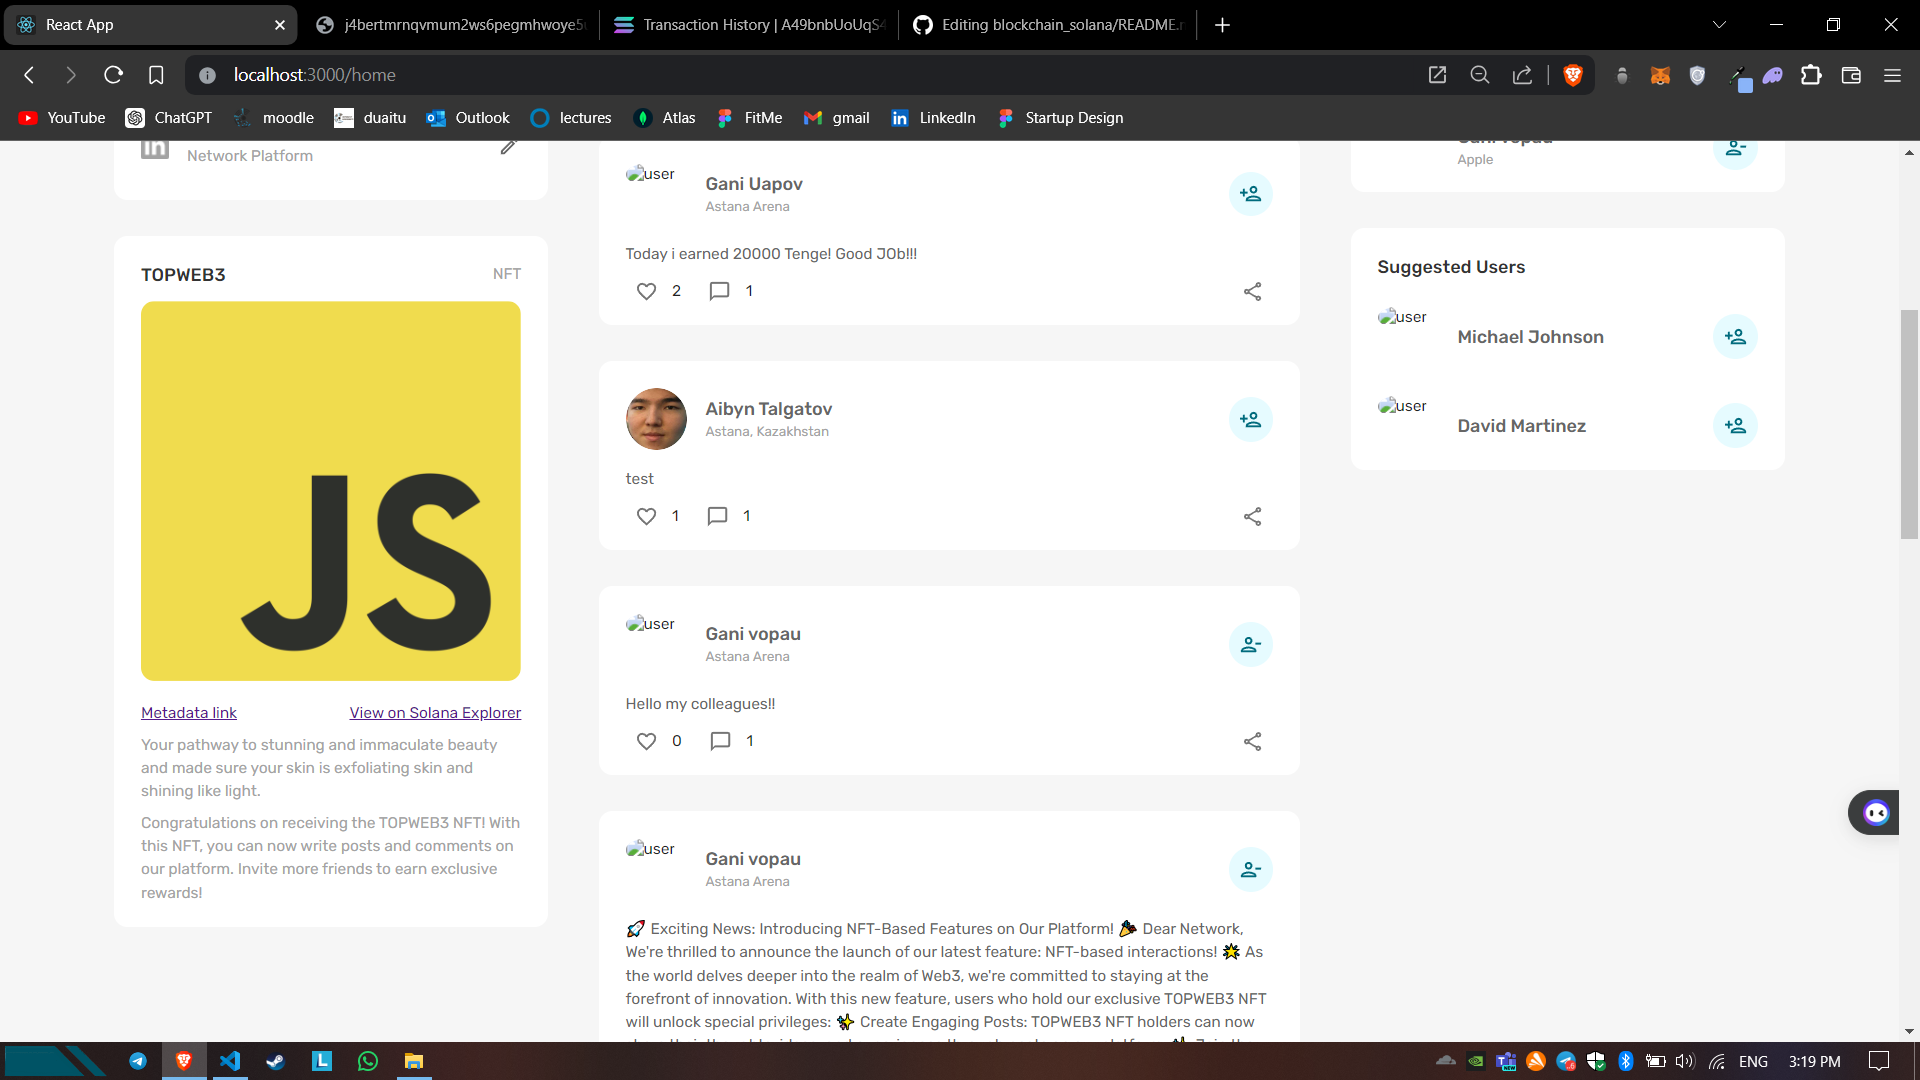 React App
j4bertmrnqvmum2ws6pegmhwoye5
Transaction History | A49bnbUoUqS4
Editing blockchain_solana/README.m
localhost:3000/home
YouTube
ChatGPT
moodle
duaitu
Outlook
lectures
Atlas
FitMe
gmail
LinkedIn
Startup Design
Network Platform
TOPWEB3
NFT
JS
Metadata link
View on Solana Explorer
Your pathway to stunning and immaculate beauty
and made sure your skin is exfoliating skin and
shining like light.
Congratulations on receiving the TOPWEB3 NFT! With
this NFT, you can now write posts and comments on
our platform. Invite more friends to earn exclusive
rewards!
user
Gani Uapov
Astana Arena
Today i earned 20000 Tenge! Good JOb!!!
2
1
Aibyn Talgatov
Astana, Kazakhstan
test
1
1
user
Gani vopau
Astana Arena
Hello my colleagues!!
0
1
user
Gani vopau
Astana Arena
🚀 Exciting News: Introducing NFT-Based Features on Our Platform! 🎉 Dear Network,
We're thrilled to announce the launch of our latest feature: NFT-based interactions! 🌟 As
the world delves deeper into the realm of Web3, we're committed to staying at the
forefront of innovation. With this new feature, users who hold our exclusive TOPWEB3 NFT
will unlock special privileges: ✨ Create Engaging Posts: TOPWEB3 NFT holders can now
Gani vopau
Apple
Suggested Users
user
Michael Johnson
user
David Martinez
ENG
3:19 PM